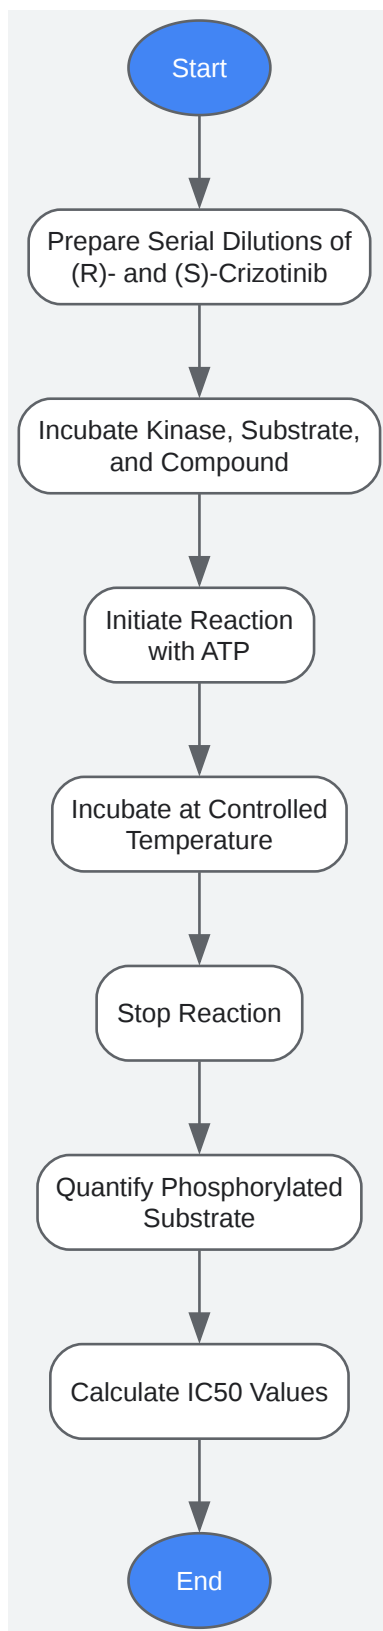 Start
Prepare Serial Dilutions of
(R)- and (S)-Crizotinib
Incubate Kinase, Substrate,
and Compound
Initiate Reaction
with ATP
Incubate at Controlled
Temperature
Stop Reaction
Quantify Phosphorylated
Substrate
Calculate IC50 Values
End